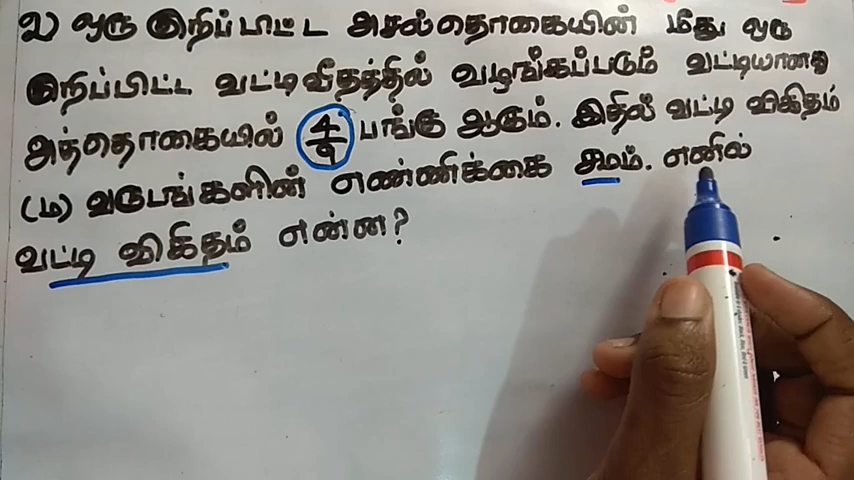 2) ஒரு குறிப்பிட்ட அசல்தொகையின் மீது ஒரு
குறிப்பிட்ட வட்டிவீதத்தில் வழங்கப்படும் வட்டியானது
அத்தொகையில் 4/9 பங்கு ஆகும். இதில் வட்டி விகிதம்
(ம) வருடங்களின் எண்ணிக்கை சமம். எனில்
வட்டி விகிதம் என்ன?